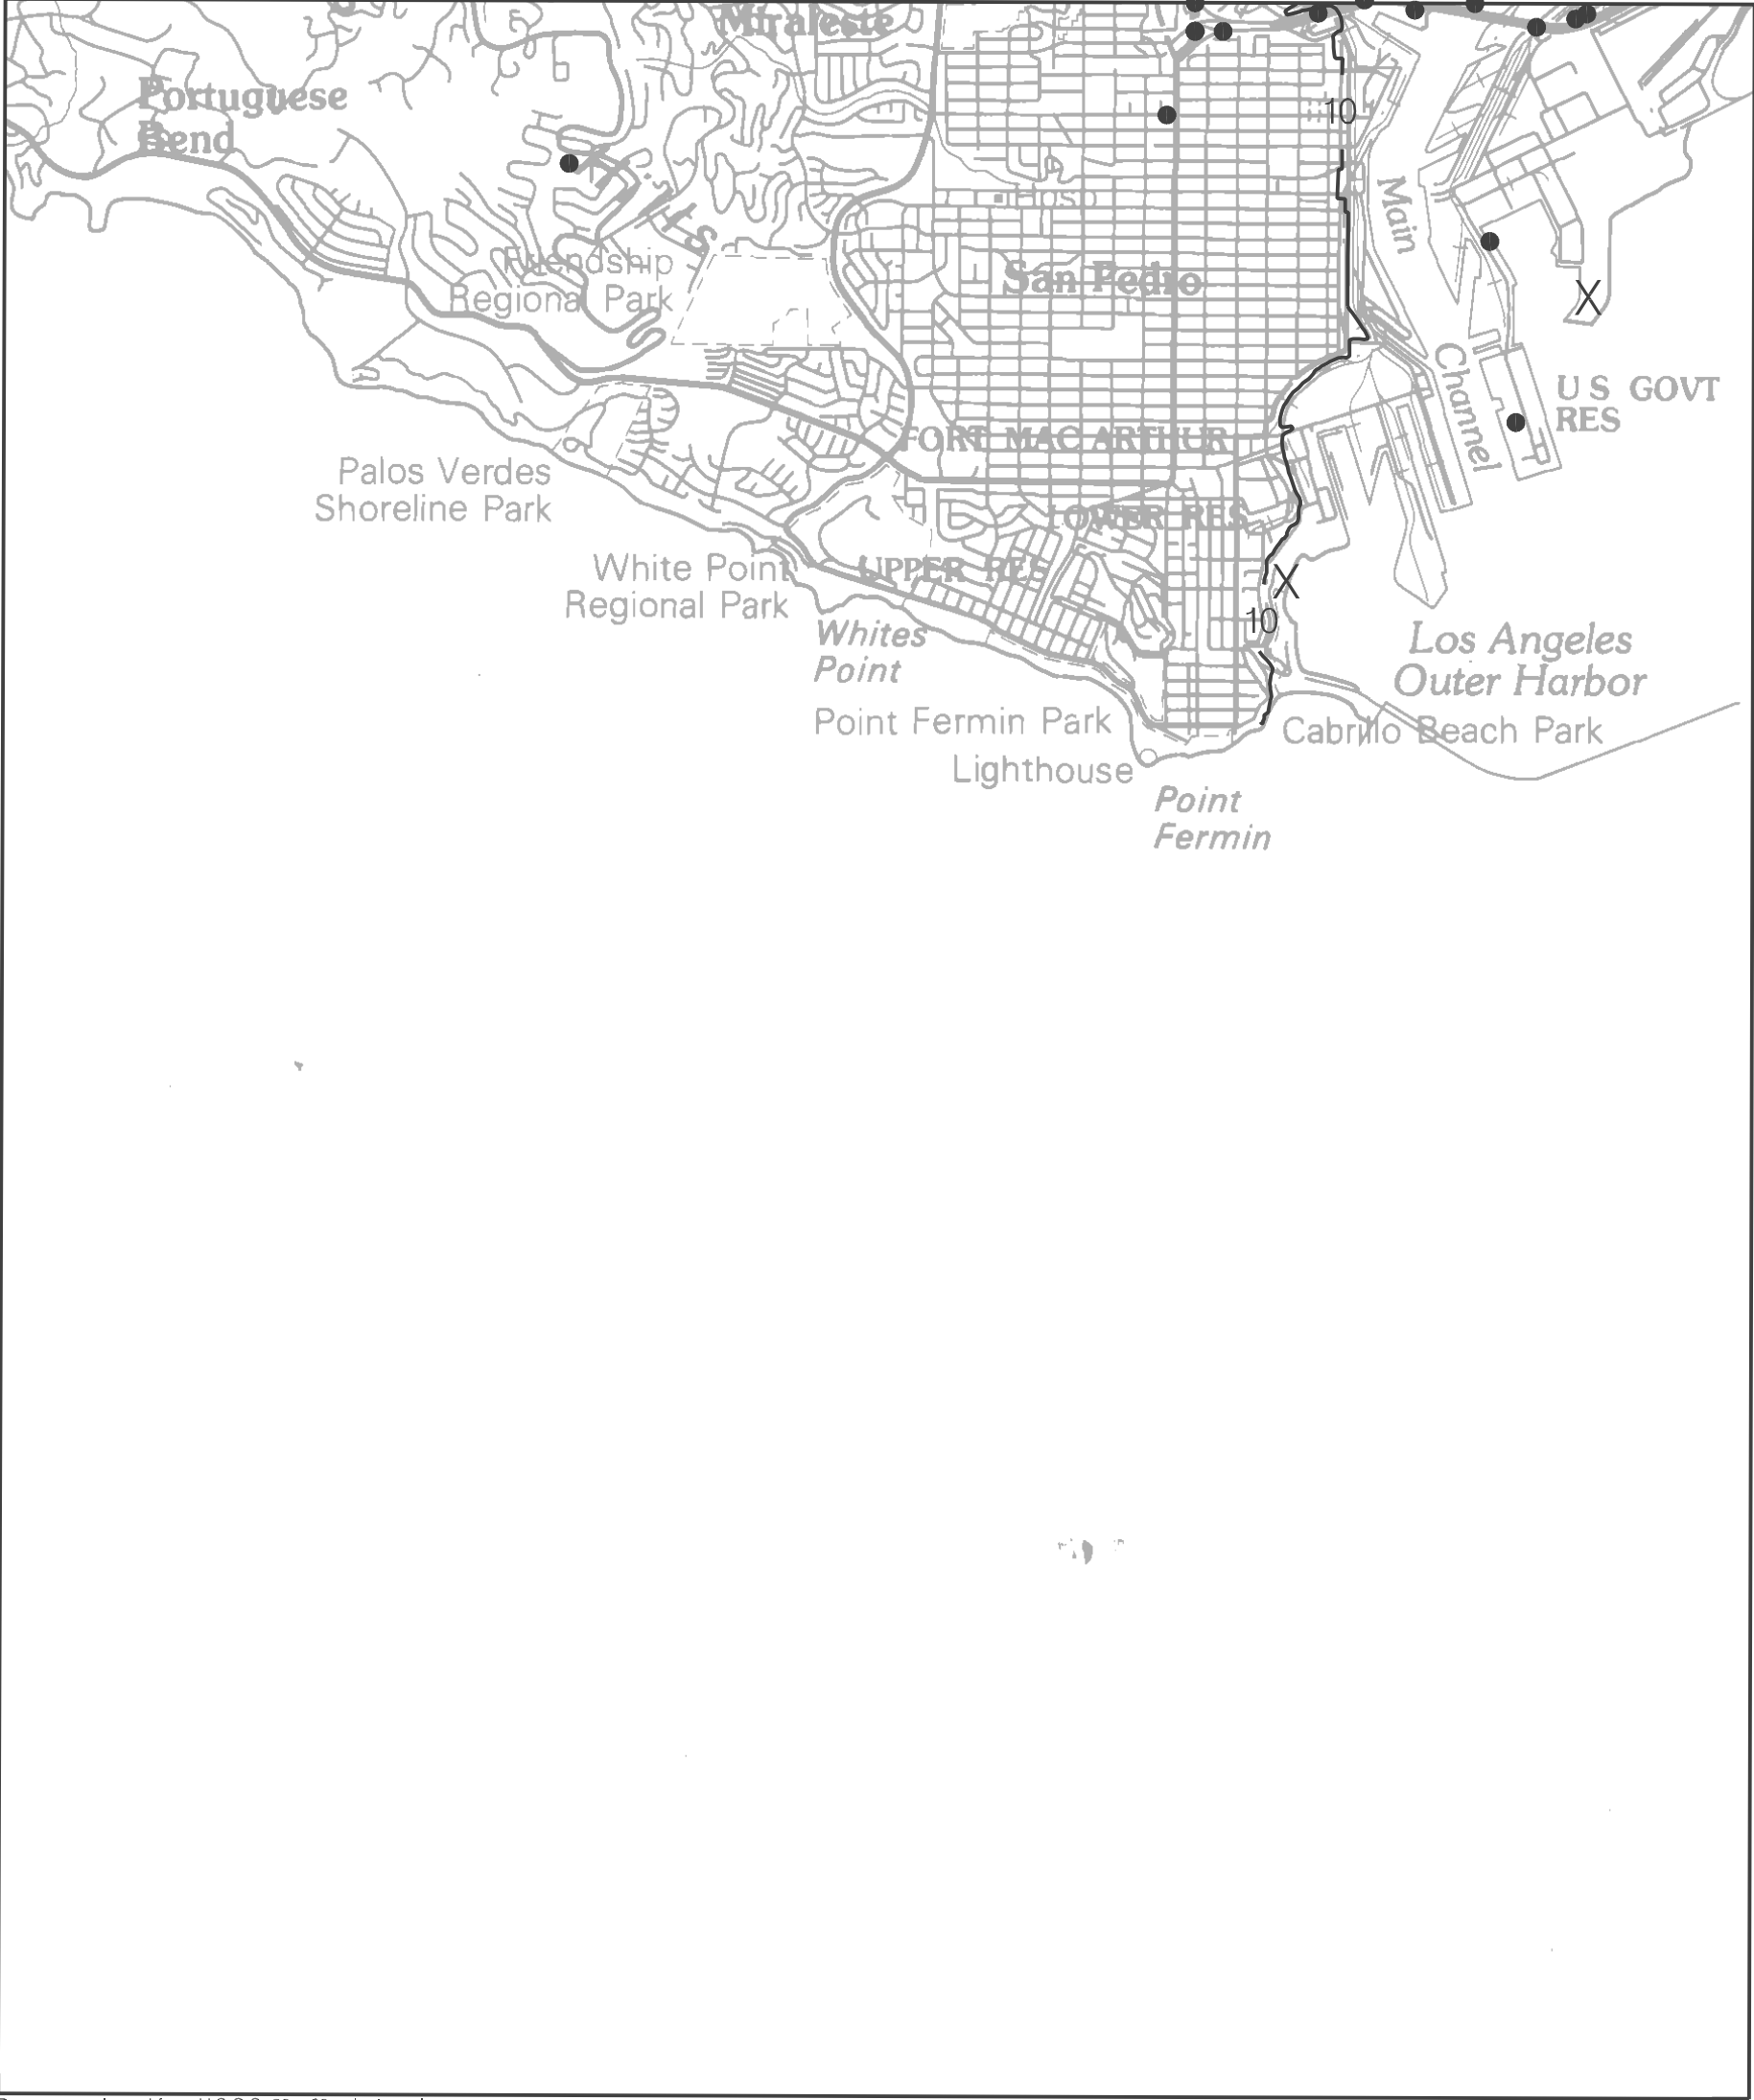 Miraleste
Portuguese
Bend
10
Hosp
Main
Friendship
Regional Park
San Pedro
X
Channel
U S GOVT
RES
FORT MAC ARTHUR
Palos Verdes
Shoreline Park
LOWER RES
White Point
Regional Park
UPPER RES
X
10
Whites
Point
Los Angeles
Outer Harbor
Point Fermin Park
Cabrillo Beach Park
Lighthouse
Point
Fermin